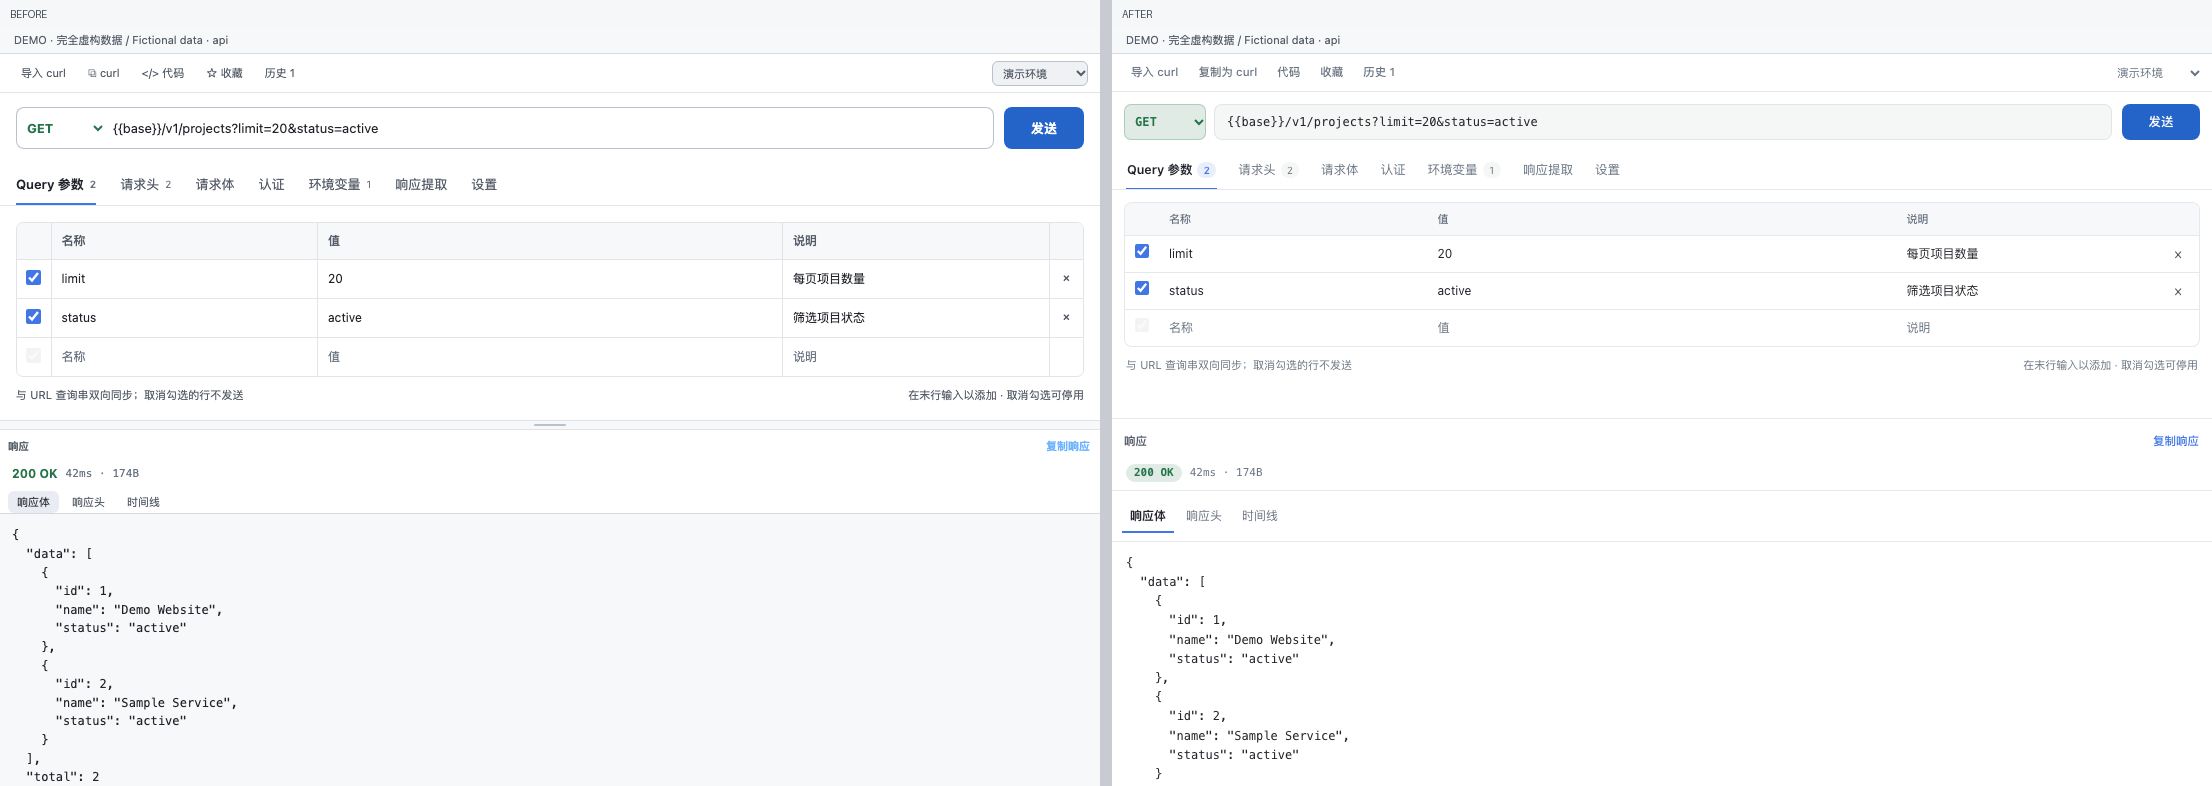 BEFORE
DEMO · 完全虚构数据 / Fictional data · api
导入 curl curl </> 代码 ☆ 收藏 历史 1 演示环境
GET {{base}}/v1/projects?limit=20&status=active 发送
Query 参数 2 请求头 2 请求体 认证 环境变量 1 响应提取 设置
名称 值 说明
limit 20 每页项目数量 ×
status active 筛选项目状态 ×
名称 值 说明
与 URL 查询串双向同步；取消勾选的行不发送 在末行输入以添加 · 取消勾选可停用
响应 复制响应
200 OK 42ms · 174B
响应体 响应头 时间线
{
"data": [
{
"id": 1,
"name": "Demo Website",
"status": "active"
},
{
"id": 2,
"name": "Sample Service",
"status": "active"
}
],
"total": 2
AFTER
DEMO · 完全虚构数据 / Fictional data · api
导入 curl 复制为 curl 代码 收藏 历史 1 演示环境
GET {{base}}/v1/projects?limit=20&status=active 发送
Query 参数 2 请求头 2 请求体 认证 环境变量 1 响应提取 设置
名称 值 说明
limit 20 每页项目数量 ×
status active 筛选项目状态 ×
名称 值 说明
与 URL 查询串双向同步；取消勾选的行不发送 在末行输入以添加 · 取消勾选可停用
响应 复制响应
200 OK 42ms · 174B
响应体 响应头 时间线
{
"data": [
{
"id": 1,
"name": "Demo Website",
"status": "active"
},
{
"id": 2,
"name": "Sample Service",
"status": "active"
}